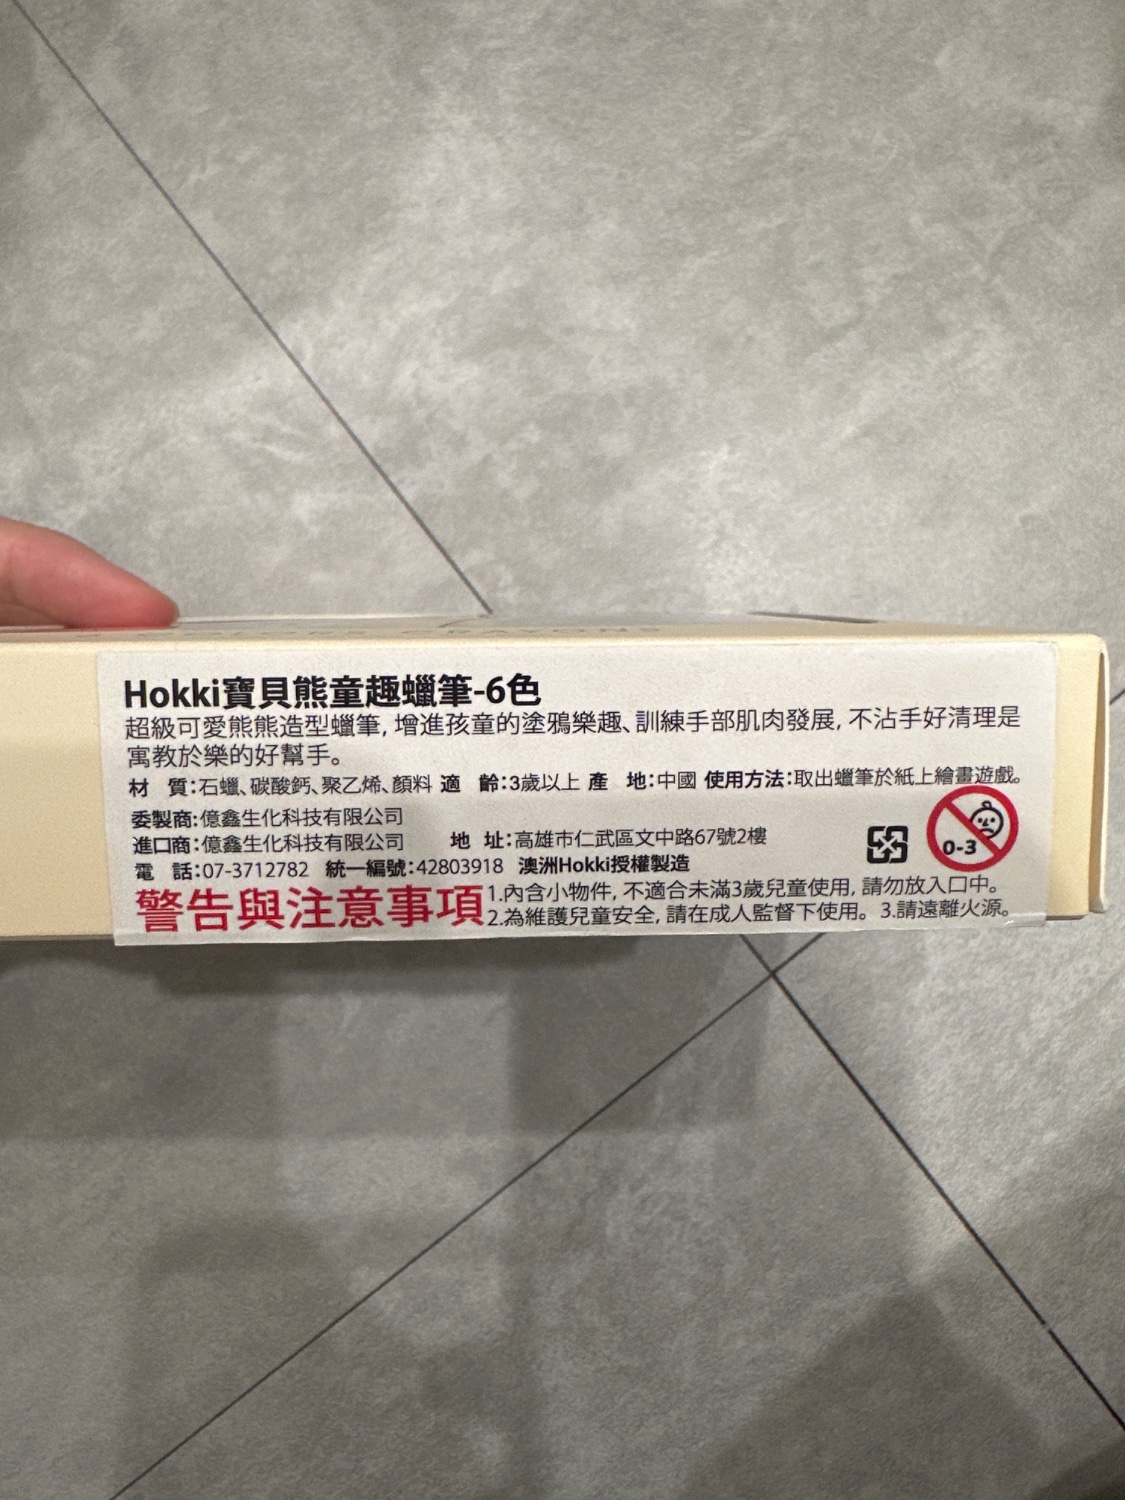 COLORS CRAYONS
Hokki寶貝熊童趣蠟筆-6色
超級可愛熊熊造型蠟筆, 增進孩童的塗鴉樂趣、訓練手部肌肉發展, 不沾手好清理是
寓教於樂的好幫手。
材 質:石蠟、碳酸鈣、聚乙烯、顏料 適 齡:3歲以上 產 地:中國 使用方法:取出蠟筆於紙上繪畫遊戲。
委製商:億鑫生化科技有限公司
進口商:億鑫生化科技有限公司 地 址:高雄市仁武區文中路67號2樓
電 話:07-3712782 統一編號:42803918 澳洲Hokki授權製造
0-3
警告與注意事項
1.內含小物件, 不適合未滿3歲兒童使用, 請勿放入口中。
2.為維護兒童安全, 請在成人監督下使用。3.請遠離火源。